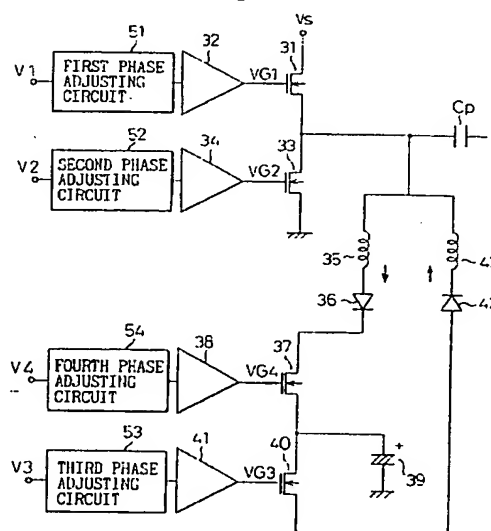 Vs
51
32
31
V1
FIRST PHASE
ADJUSTING
CIRCUIT
VG1
Cp
52
34
33
V2
SECOND PHASE
ADJUSTING
CIRCUIT
VG2
35
36
54
38
37
V4
FOURTH PHASE
ADJUSTING
CIRCUIT
VG4
53
41
40
+
39
V3
THIRD PHASE
ADJUSTING
CIRCUIT
VG3